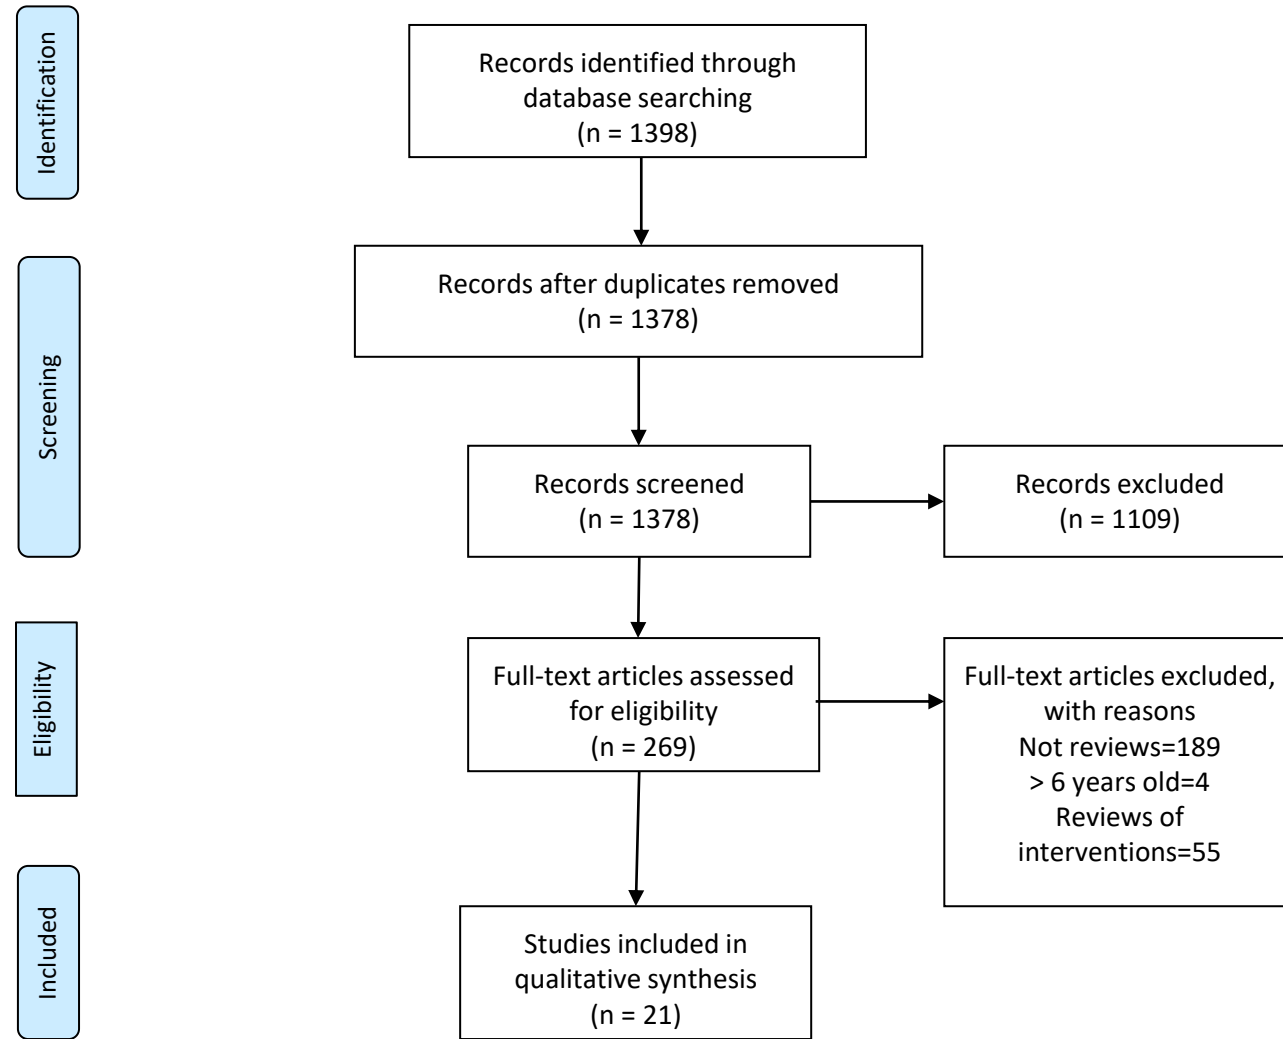 Identification
Records identified through
database searching
(n = 1398)
Records after duplicates removed
(n = 1378)
Screening
Records screened
(n = 1378)
Records excluded
(n = 1109)
Eligibility
Full-text articles assessed
for eligibility
(n = 269)
Full-text articles excluded,
with reasons
Not reviews=189
> 6 years old=4
Reviews of
interventions=55
Included
Studies included in
qualitative synthesis
(n = 21)